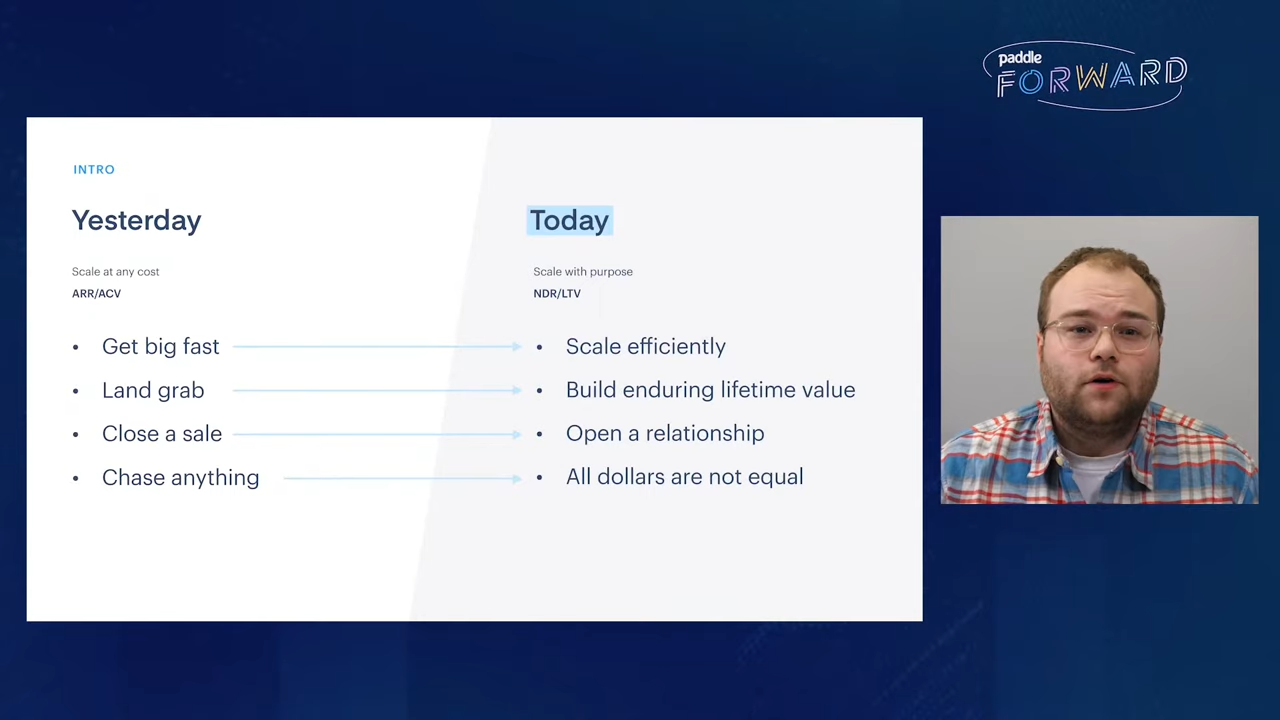 paddle
FORWARD
INTRO
Yesterday
Scale at any cost
ARR/ACV
• Get big fast
• Land grab
• Close a sale
• Chase anything
Today
Scale with purpose
NDR/LTV
• Scale efficiently
• Build enduring lifetime value
• Open a relationship
• All dollars are not equal